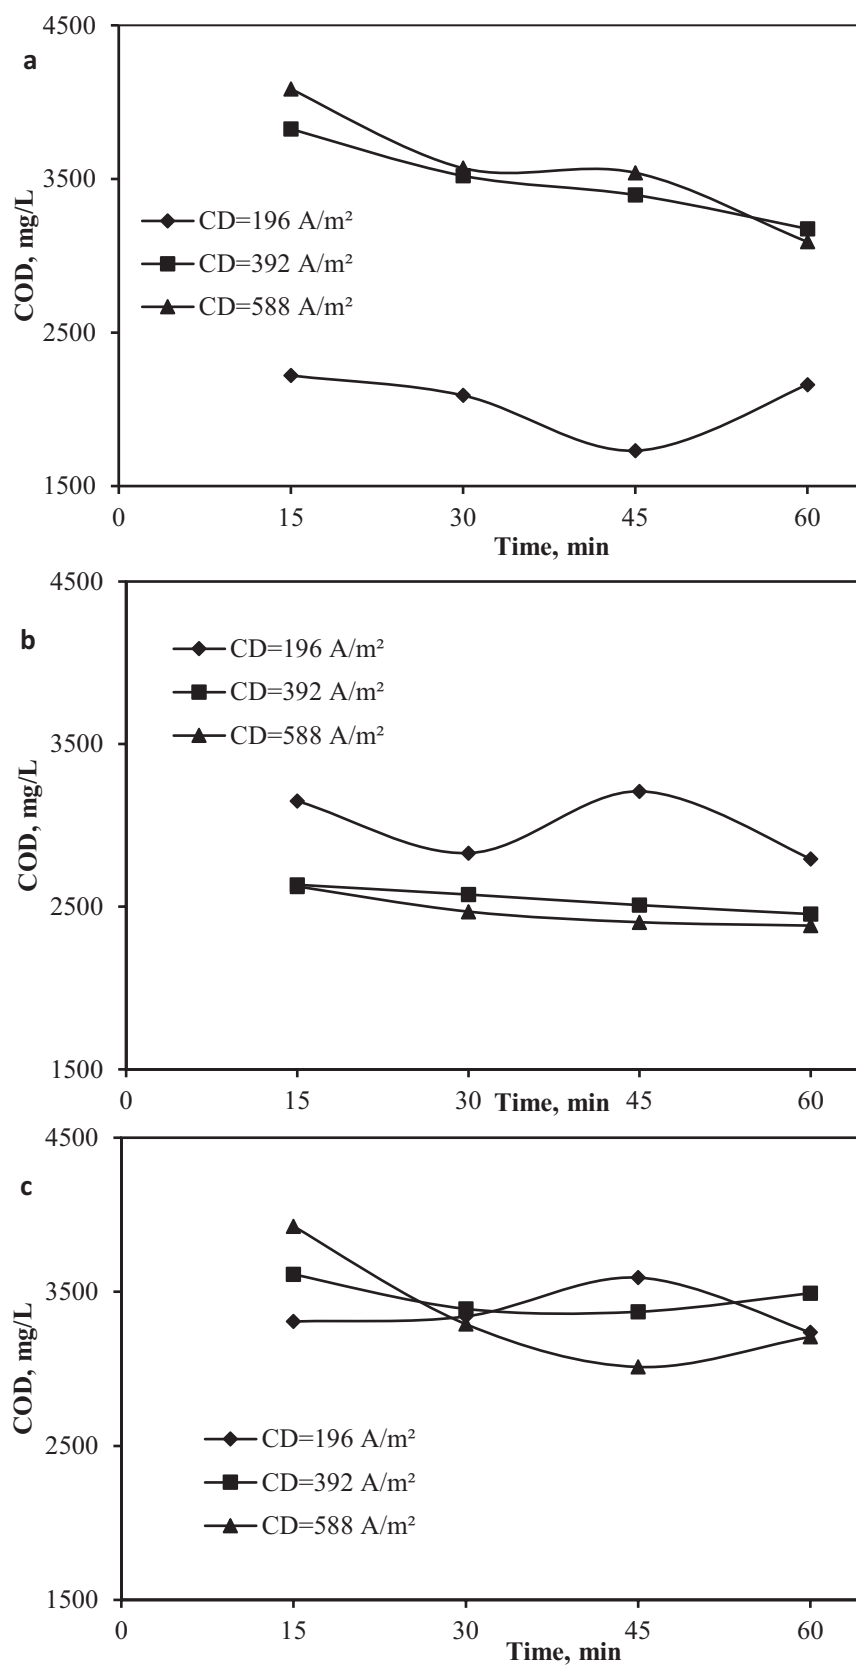 4500
a
3500
COD, mg/L
CD=196 A/m²
CD=392 A/m²
CD=588 A/m²
2500
1500
0 15 30 45 60
Time, min
4500
b
CD=196 A/m²
CD=392 A/m²
CD=588 A/m²
3500
COD, mg/L
2500
1500
0 15 30 45 60
Time, min
4500
c
3500
COD, mg/L
2500
CD=196 A/m²
CD=392 A/m²
CD=588 A/m²
1500
0 15 30 45 60
Time, min